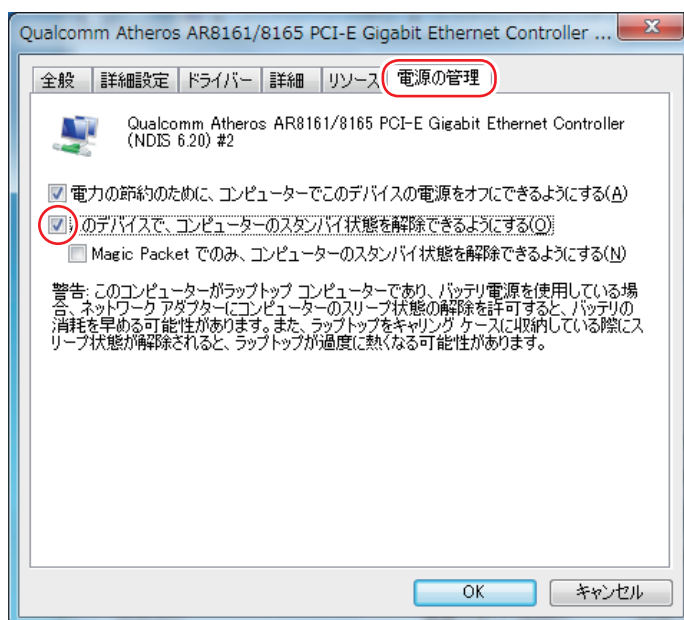 Qualcomm Atheros AR8161/8165 PCI-E Gigabit Ethernet Controller ...
全般 詳細設定 ドライバー 詳細 リソース 電源の管理
Qualcomm Atheros AR8161/8165 PCI-E Gigabit Ethernet Controller
(NDIS 6.20) #2
電力の節約のために、コンピューターでこのデバイスの電源をオフにできるようにする(A)
のデバイスで、コンピューターのスタンバイ状態を解除できるようにする(O)
Magic Packet でのみ、コンピューターのスタンバイ状態を解除できるようにする(N)
警告: このコンピューターがラップトップ コンピューターであり、バッテリ電源を使用している場
合、ネットワーク アダプターにコンピューターのスリープ状態の解除を許可すると、バッテリの
消耗を早める可能性があります。また、ラップトップをキャリング ケースに収納している際にス
リープ状態が解除されると、ラップトップが過度に熱くなる可能性があります。
OK キャンセル